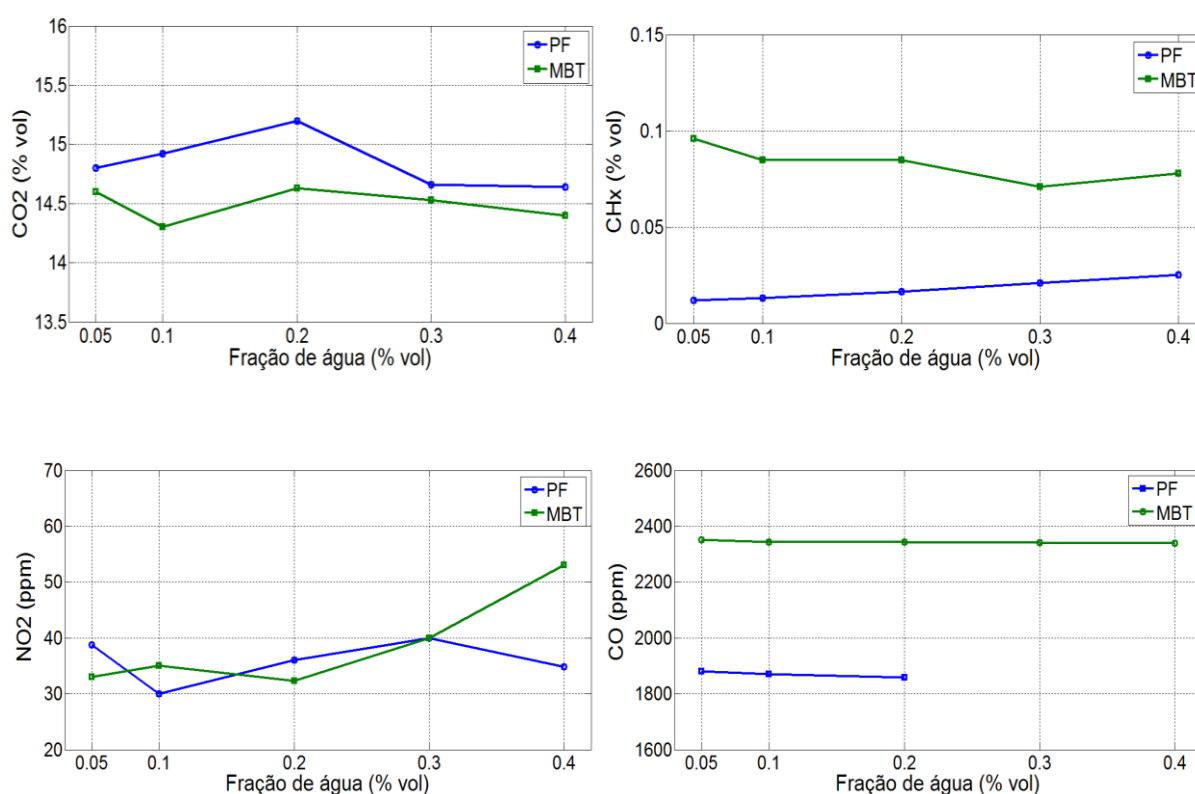 16
15.5
15
14.5
14
13.5
CO2 (% vol)
PF
MBT
0.05 0.1 0.2 0.3 0.4
Fração de água (% vol)
0.15
0.1
0.05
0
CHx (% vol)
PF
MBT
0.05 0.1 0.2 0.3 0.4
Fração de água (% vol)
70
60
50
40
30
20
NO2 (ppm)
PF
MBT
0.05 0.1 0.2 0.3 0.4
Fração de água (% vol)
2600
2400
2200
2000
1800
1600
CO (ppm)
PF
MBT
0.05 0.1 0.2 0.3 0.4
Fração de água (% vol)